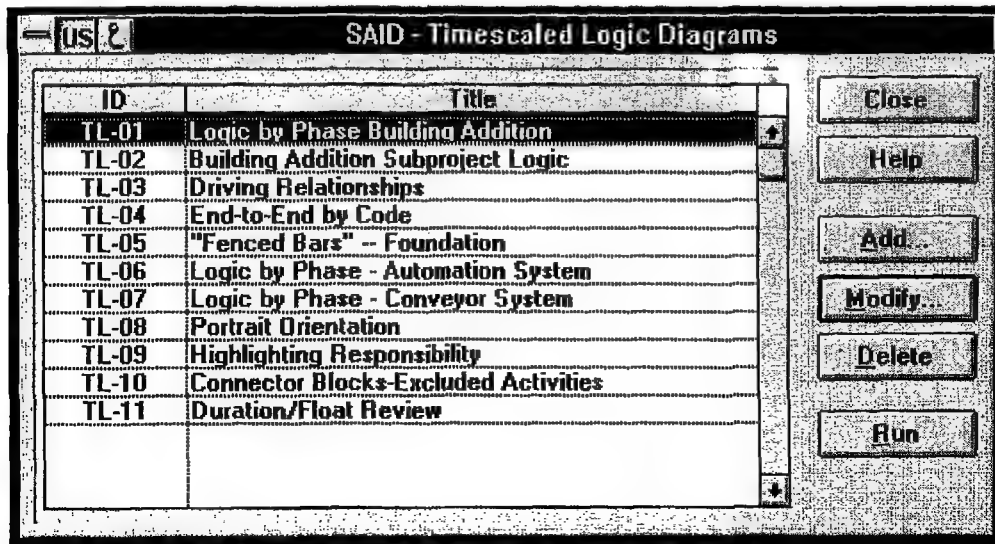 US SAID - Timescaled Logic Diagrams
ID Title
TL-01 Logic by Phase Building Addition
TL-02 Building Addition Subproject Logic
TL-03 Driving Relationships
TL-04 End-to-End by Code
TL-05 "Fenced Bars" -- Foundation
TL-06 Logic by Phase - Automation System
TL-07 Logic by Phase - Conveyor System
TL-08 Portrait Orientation
TL-09 Highlighting Responsibility
TL-10 Connector Blocks-Excluded Activities
TL-11 Duration/Float Review
Close
Help
Add...
Modify...
Delete
Run